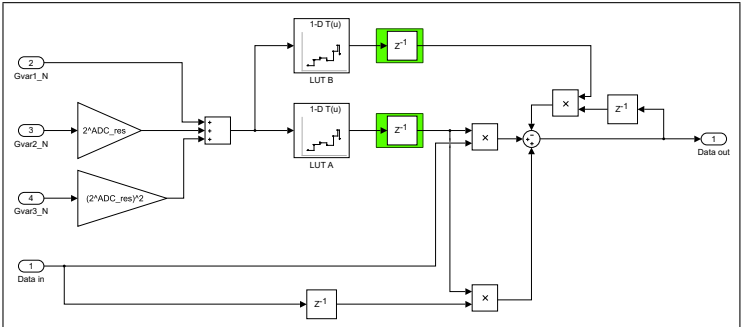 1-D T(u)
z-1
LUT B
2
Gvar1_N
×
z-1
3
Gvar2_N
2^ADC_res
+
+
+
1-D T(u)
z-1
LUT A
×
−
+
+
1
Data out
4
Gvar3_N
(2^ADC_res)^2
1
Data in
z-1
×